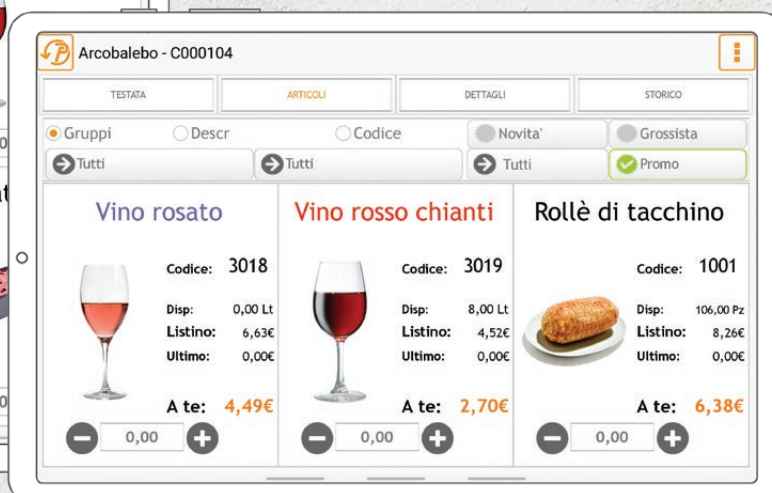 Arcobalebo - C000104
TESTATA ARTICOLI DETTAGLI STORICO
Gruppi Descr Codice Novita' Grossista
Tutti Tutti Tutti Promo
Vino rosato Vino rosso chianti Rollè di tacchino
Codice: 3018 Codice: 3019 Codice: 1001
Disp: 0,00 Lt Disp: 8,00 Lt Disp: 106,00 Pz
Listino: 6,63€ Listino: 4,52€ Listino: 8,26€
Ultimo: 0,00€ Ultimo: 0,00€ Ultimo: 0,00€
A te: 4,49€ A te: 2,70€ A te: 6,38€
0,00 0,00 0,00